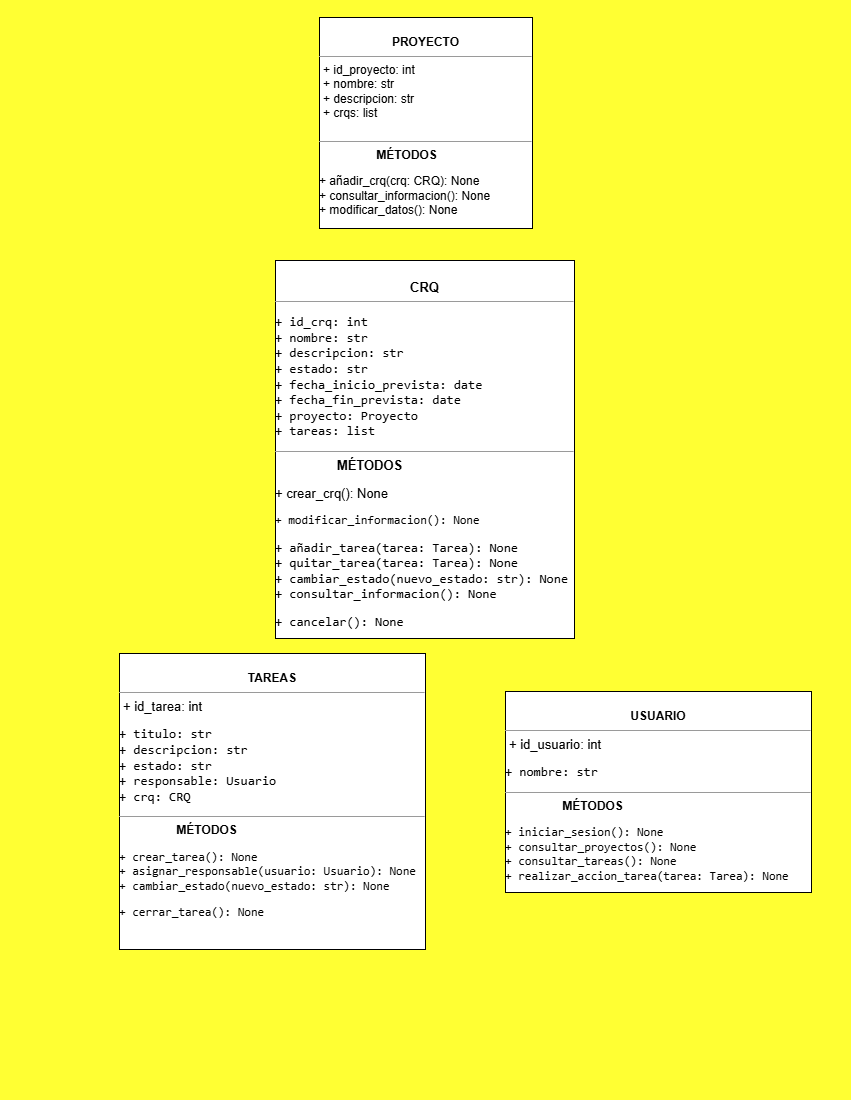 PROYECTO
+ id_proyecto: int
+ nombre: str
+ descripcion: str
+ crqs: list
MÉTODOS
+ añadir_crq(crq: CRQ): None
+ consultar_informacion(): None
+ modificar_datos(): None
CRQ
+ id_crq: int
+ nombre: str
+ descripcion: str
+ estado: str
+ fecha_inicio_prevista: date
+ fecha_fin_prevista: date
+ proyecto: Proyecto
+ tareas: list
MÉTODOS
+ crear_crq(): None
+ modificar_informacion(): None
+ añadir_tarea(tarea: Tarea): None
+ quitar_tarea(tarea: Tarea): None
+ cambiar_estado(nuevo_estado: str): None
+ consultar_informacion(): None
+ cancelar(): None
TAREAS
+ id_tarea: int
+ titulo: str
+ descripcion: str
+ estado: str
+ responsable: Usuario
+ crq: CRQ
MÉTODOS
+ crear_tarea(): None
+ asignar_responsable(usuario: Usuario): None
+ cambiar_estado(nuevo_estado: str): None
+ cerrar_tarea(): None
USUARIO
+ id_usuario: int
+ nombre: str
MÉTODOS
+ iniciar_sesion(): None
+ consultar_proyectos(): None
+ consultar_tareas(): None
+ realizar_accion_tarea(tarea: Tarea): None